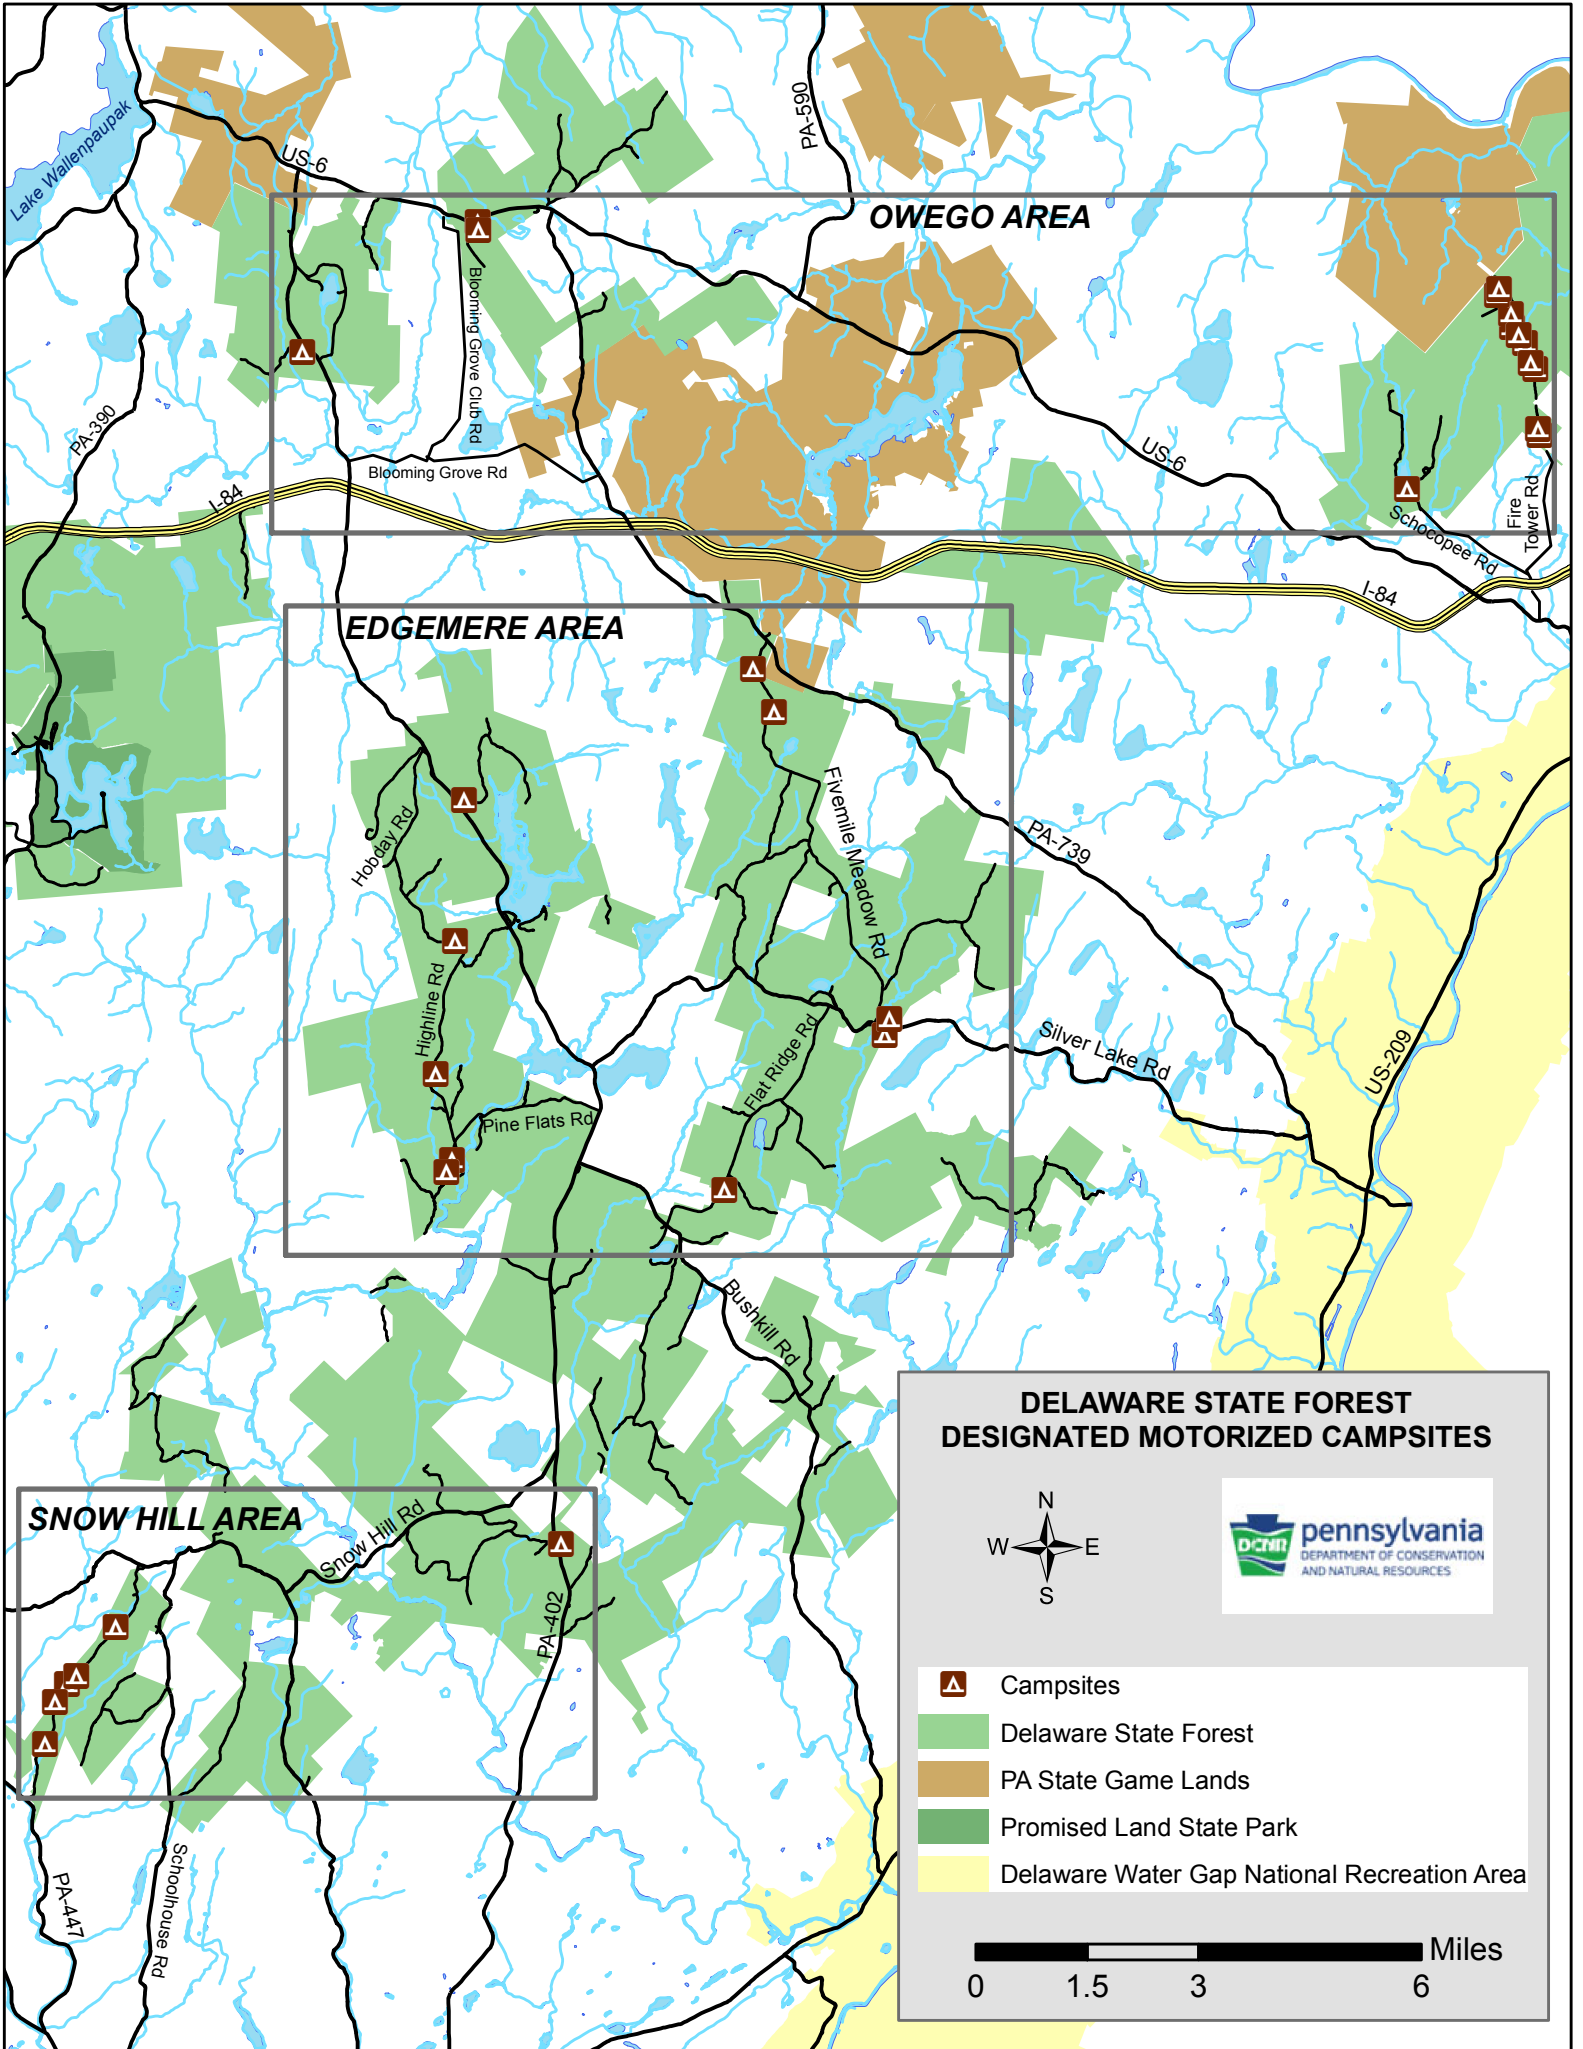 Lake Wallenpaupak
US-6
PA-590
OWEGO AREA
Blooming Grove Club Rd
PA-390
Blooming Grove Rd
I-84
US-6
Schocopee Rd
Fire
Tower Rd
I-84
EDGEMERE AREA
Hobday Rd
Fivemile Meadow Rd
PA-739
Highline Rd
Flat Ridge Rd
Silver Lake Rd
US-209
Pine Flats Rd
Bushkill Rd
SNOW HILL AREA
Snow Hill Rd
PA-402
PA-447
Schoolhouse Rd
DELAWARE STATE FOREST
DESIGNATED MOTORIZED CAMPSITES
N
W E
S
DCNR
pennsylvania
DEPARTMENT OF CONSERVATION
AND NATURAL RESOURCES
Campsites
Delaware State Forest
PA State Game Lands
Promised Land State Park
Delaware Water Gap National Recreation Area
Miles
0 1.5 3 6